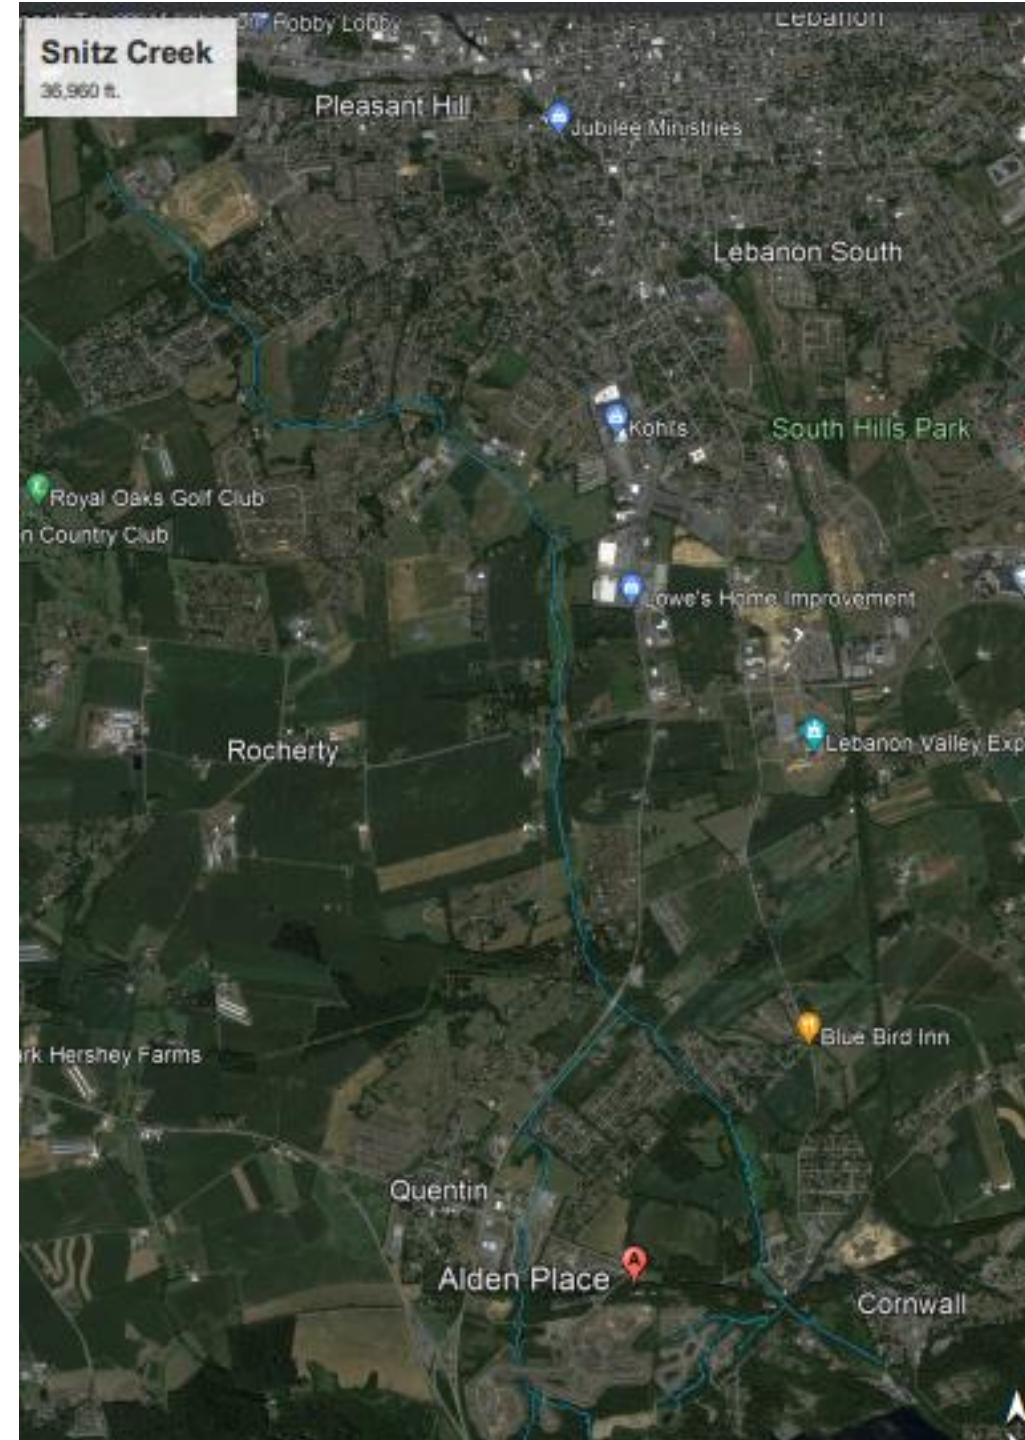 Snitz Creek
36,960 ft.
Hobby Lobby
Lebanon
Pleasant Hill
Jubilee Ministries
Lebanon South
Kohl's
South Hills Park
Royal Oaks Golf Club
n Country Club
Lowe's Home Improvement
Rocherty
Lebanon Valley Exp
Blue Bird Inn
rk Hershey Farms
Quentin
A
Alden Place
Cornwall